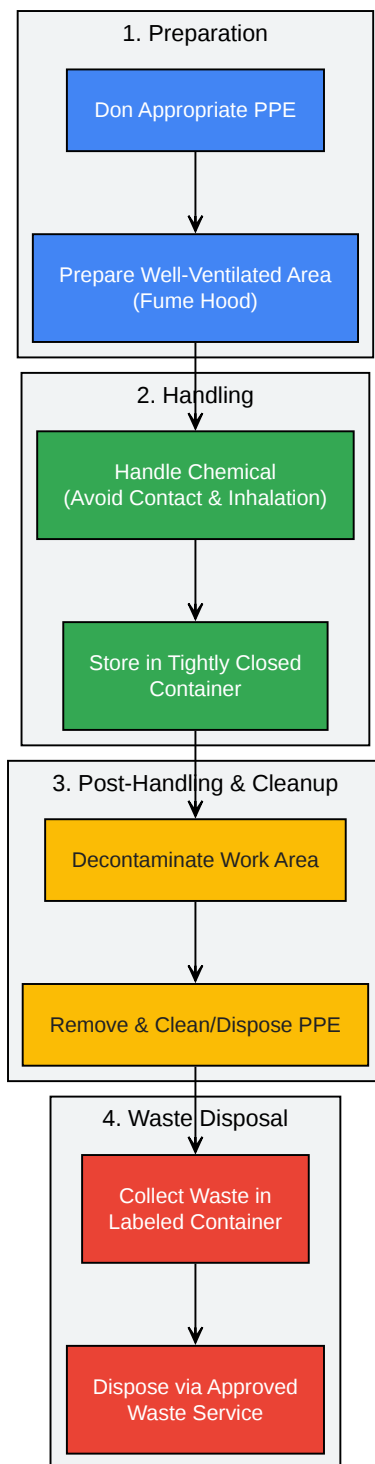 1. Preparation
Don Appropriate PPE
Prepare Well-Ventilated Area
(Fume Hood)
2. Handling
Handle Chemical
(Avoid Contact & Inhalation)
Store in Tightly Closed
Container
3. Post-Handling & Cleanup
Decontaminate Work Area
Remove & Clean/Dispose PPE
4. Waste Disposal
Collect Waste in
Labeled Container
Dispose via Approved
Waste Service